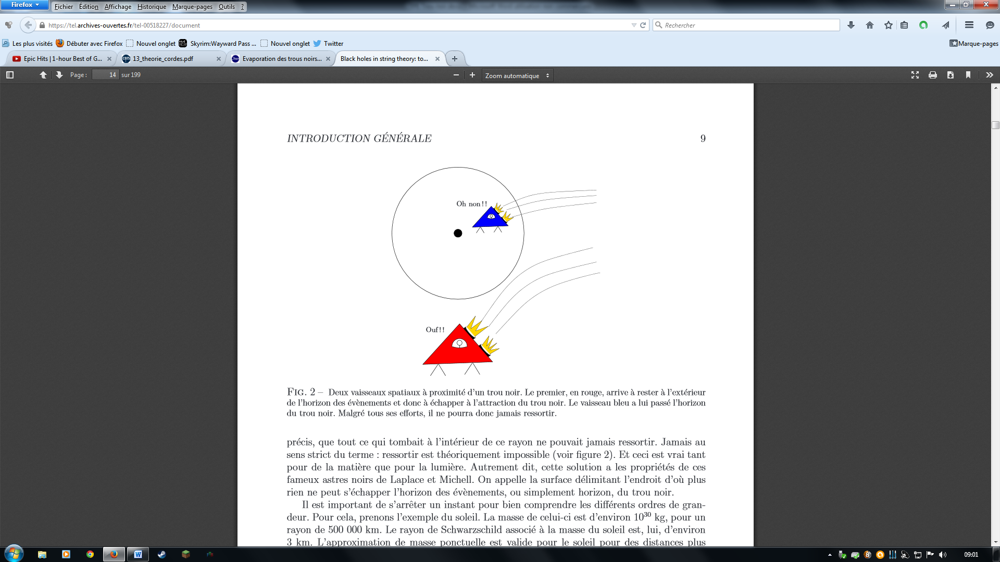 Firefox
Fichier Édition Affichage Historique Marque-pages Outils ?
https://tel.archives-ouvertes.fr/tel-00518227/document
Rechercher
Les plus visités Débuter avec Firefox Nouvel onglet Skyrim:Wayward Pass ... Nouvel onglet Twitter Marque-pages
Epic Hits | 1-hour Best of G... 13_theorie_cordes.pdf Evaporation des trous noirs... Black holes in string theory: to...
Page : 14 sur 199 Zoom automatique
INTRODUCTION GÉNÉRALE 9
Oh non !!
Ouf !!
FIG. 2 – Deux vaisseaux spatiaux à proximité d'un trou noir. Le premier, en rouge, arrive à rester à l'extérieur
de l'horizon des évènements et donc à échapper à l'attraction du trou noir. Le vaisseau bleu a lui passé l'horizon
du trou noir. Malgré tous ses efforts, il ne pourra donc jamais ressortir.
précis, que tout ce qui tombait à l'intérieur de ce rayon ne pouvait jamais ressortir. Jamais au
sens strict du terme : ressortir est théoriquement impossible (voir figure 2). Et ceci est vrai tant
pour de la matière que pour la lumière. Autrement dit, cette solution a les propriétés de ces
fameux astres noirs de Laplace et Michell. On appelle la surface délimitant l'endroit d'où plus
rien ne peut s'échapper l'horizon des évènements, ou simplement horizon, du trou noir.
Il est important de s'arrêter un instant pour bien comprendre les différents ordres de gran-
deur. Pour cela, prenons l'exemple du soleil. La masse de celui-ci est d'environ 10³⁰ kg, pour un
rayon de 500 000 km. Le rayon de Schwarzschild associé à la masse du soleil est, lui, d'environ
3 km. L'approximation de masse ponctuelle est valide pour le soleil pour des distances plus
09:01